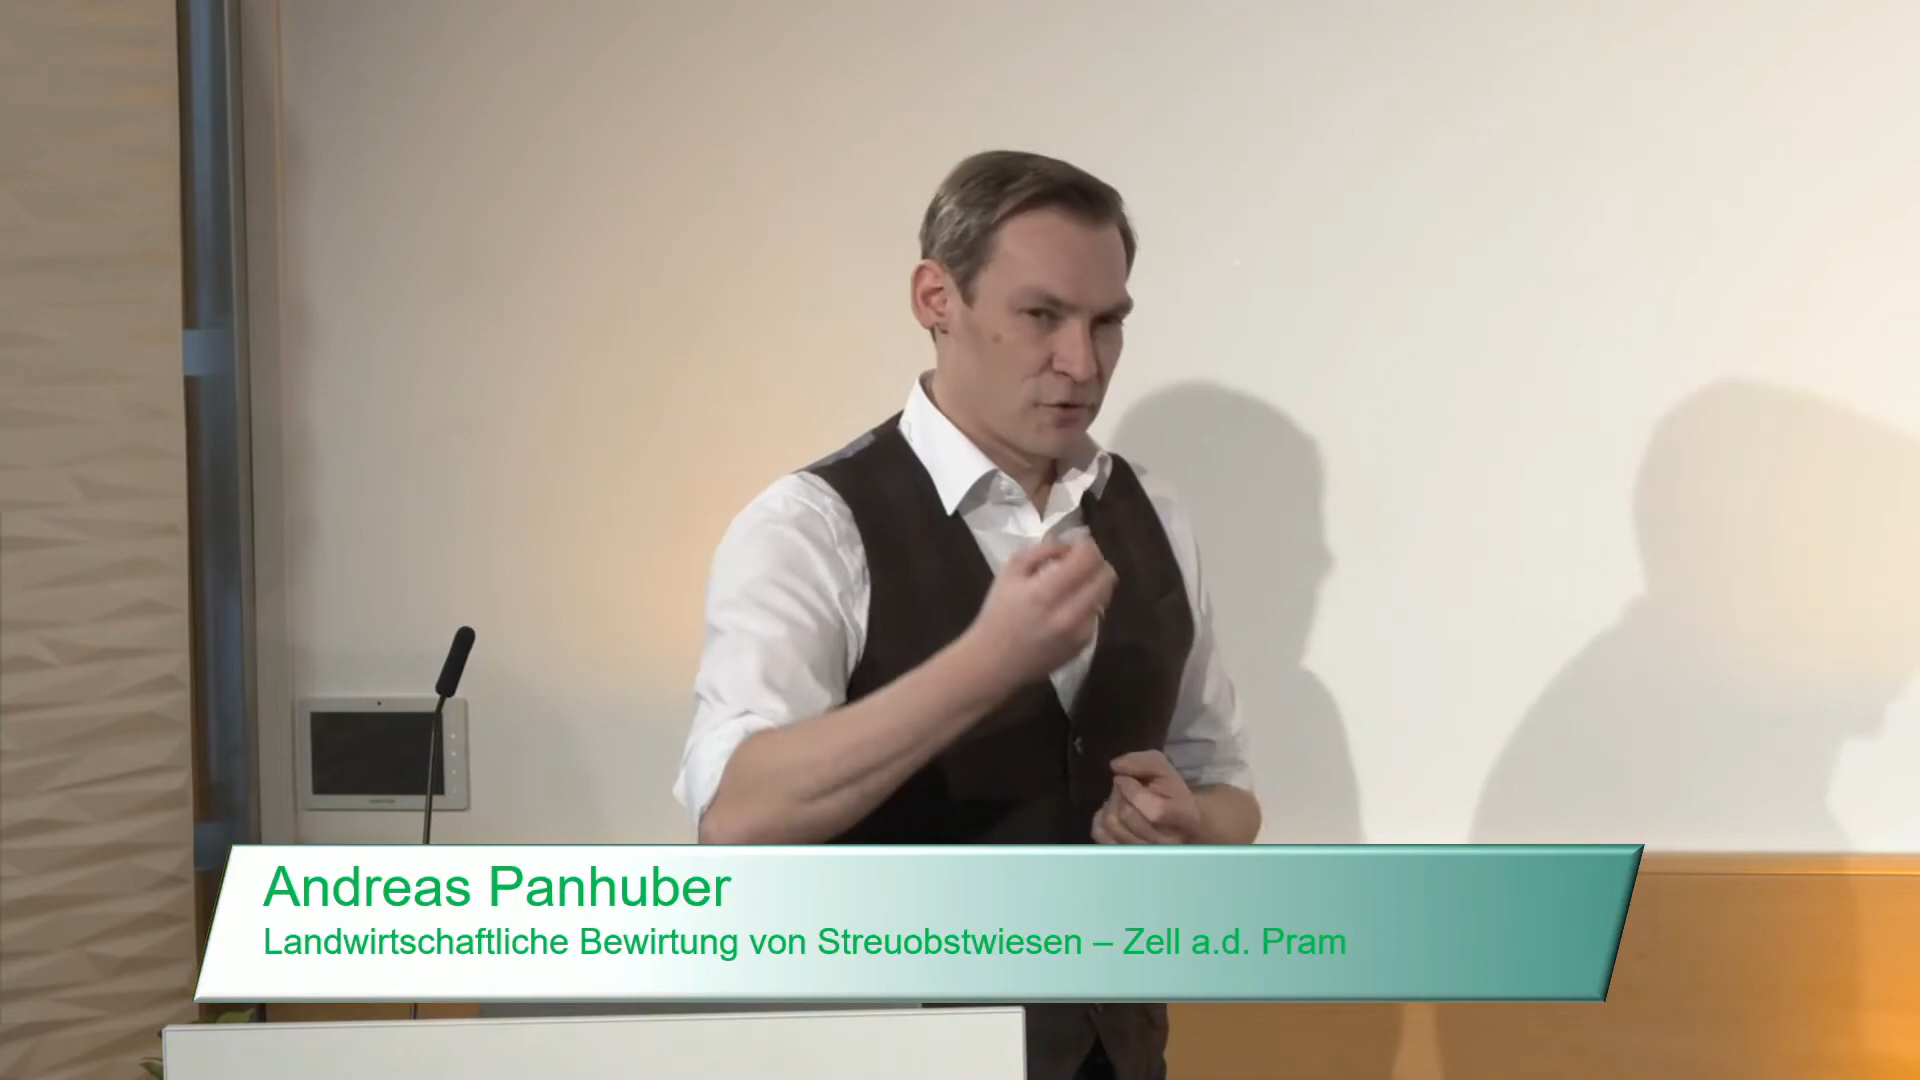 Andreas Panhuber
Landwirtschaftliche Bewirtung von Streuobstwiesen – Zell a.d. Pram